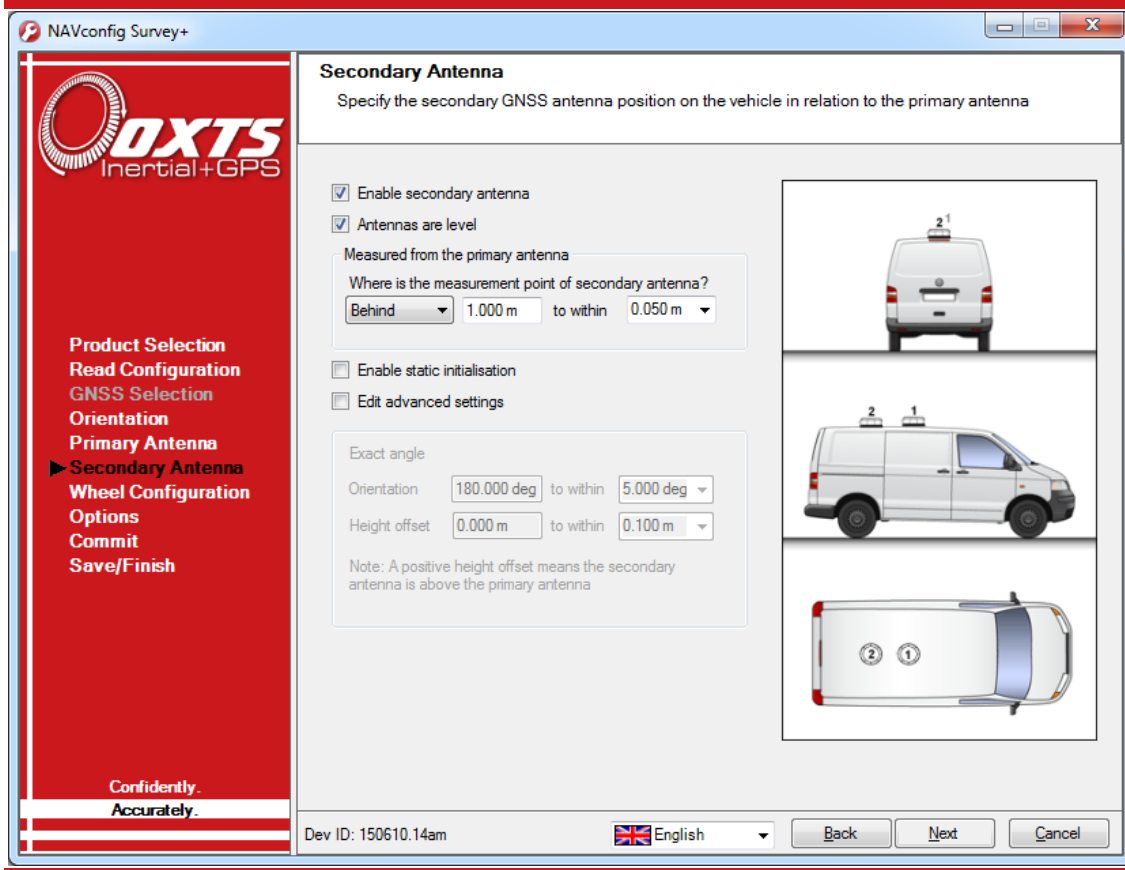 NAVconfig Survey+
OXTS
Inertial+GPS
Product Selection
Read Configuration
GNSS Selection
Orientation
Primary Antenna
Secondary Antenna
Wheel Configuration
Options
Commit
Save/Finish
Confidently.
Accurately.
Secondary Antenna
Specify the secondary GNSS antenna position on the vehicle in relation to the primary antenna
Enable secondary antenna
Antennas are level
Measured from the primary antenna
Where is the measurement point of secondary antenna?
Behind 1.000 m to within 0.050 m
Enable static initialisation
Edit advanced settings
Exact angle
Orientation 180.000 deg to within 5.000 deg
Height offset 0.000 m to within 0.100 m
Note: A positive height offset means the secondary
antenna is above the primary antenna
2 1
2 1
2 1
Dev ID: 150610.14am English Back Next Cancel